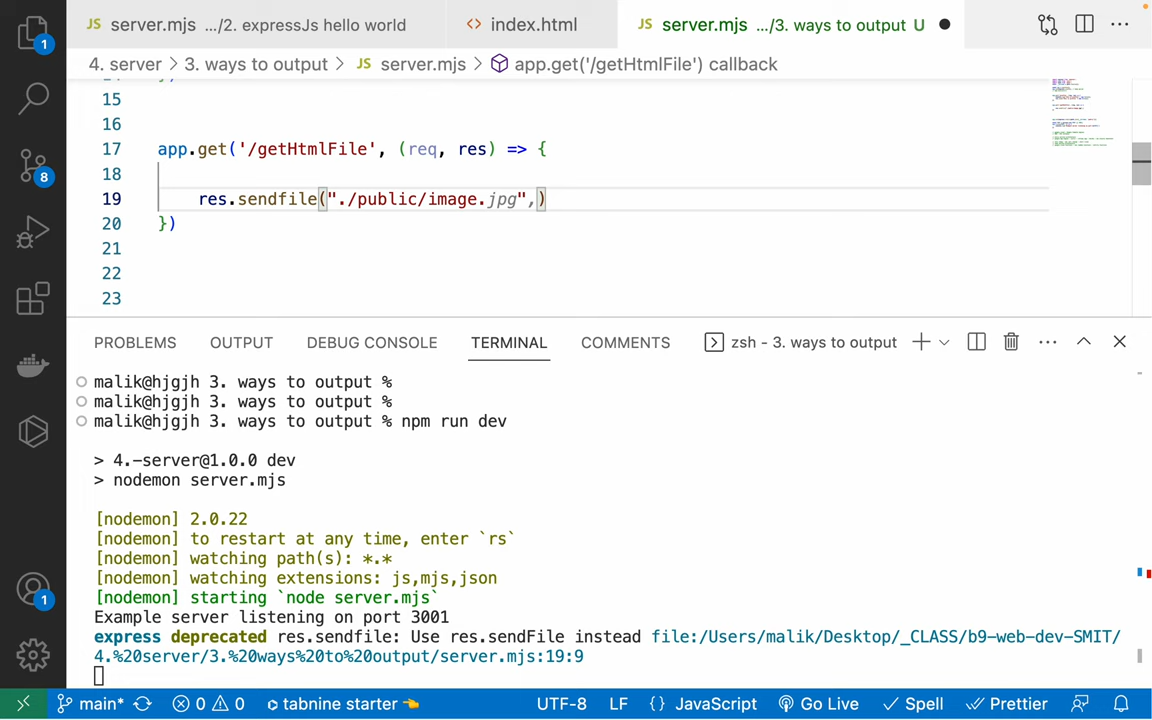 JS server.mjs .../2. expressJs hello world <> index.html JS server.mjs .../3. ways to output U
4. server > 3. ways to output > JS server.mjs > app.get('/getHtmlFile') callback
15
16
17 app.get('/getHtmlFile', (req, res) => {
18
19 res.sendfile("./public/image.jpg",)
20 })
21
22
23
PROBLEMS OUTPUT DEBUG CONSOLE TERMINAL COMMENTS zsh - 3. ways to output
malik@hjgjh 3. ways to output %
malik@hjgjh 3. ways to output %
malik@hjgjh 3. ways to output % npm run dev
> 4.-server@1.0.0 dev
> nodemon server.mjs
[nodemon] 2.0.22
[nodemon] to restart at any time, enter `rs`
[nodemon] watching path(s): *.*
[nodemon] watching extensions: js,mjs,json
[nodemon] starting `node server.mjs`
Example server listening on port 3001
express deprecated res.sendfile: Use res.sendFile instead file:/Users/malik/Desktop/_CLASS/b9-web-dev-SMIT/
4.%20server/3.%20ways%20to%20output/server.mjs:19:9
1
8
1
main* 0 0 tabnine starter 👈 UTF-8 LF {} JavaScript Go Live Spell Prettier